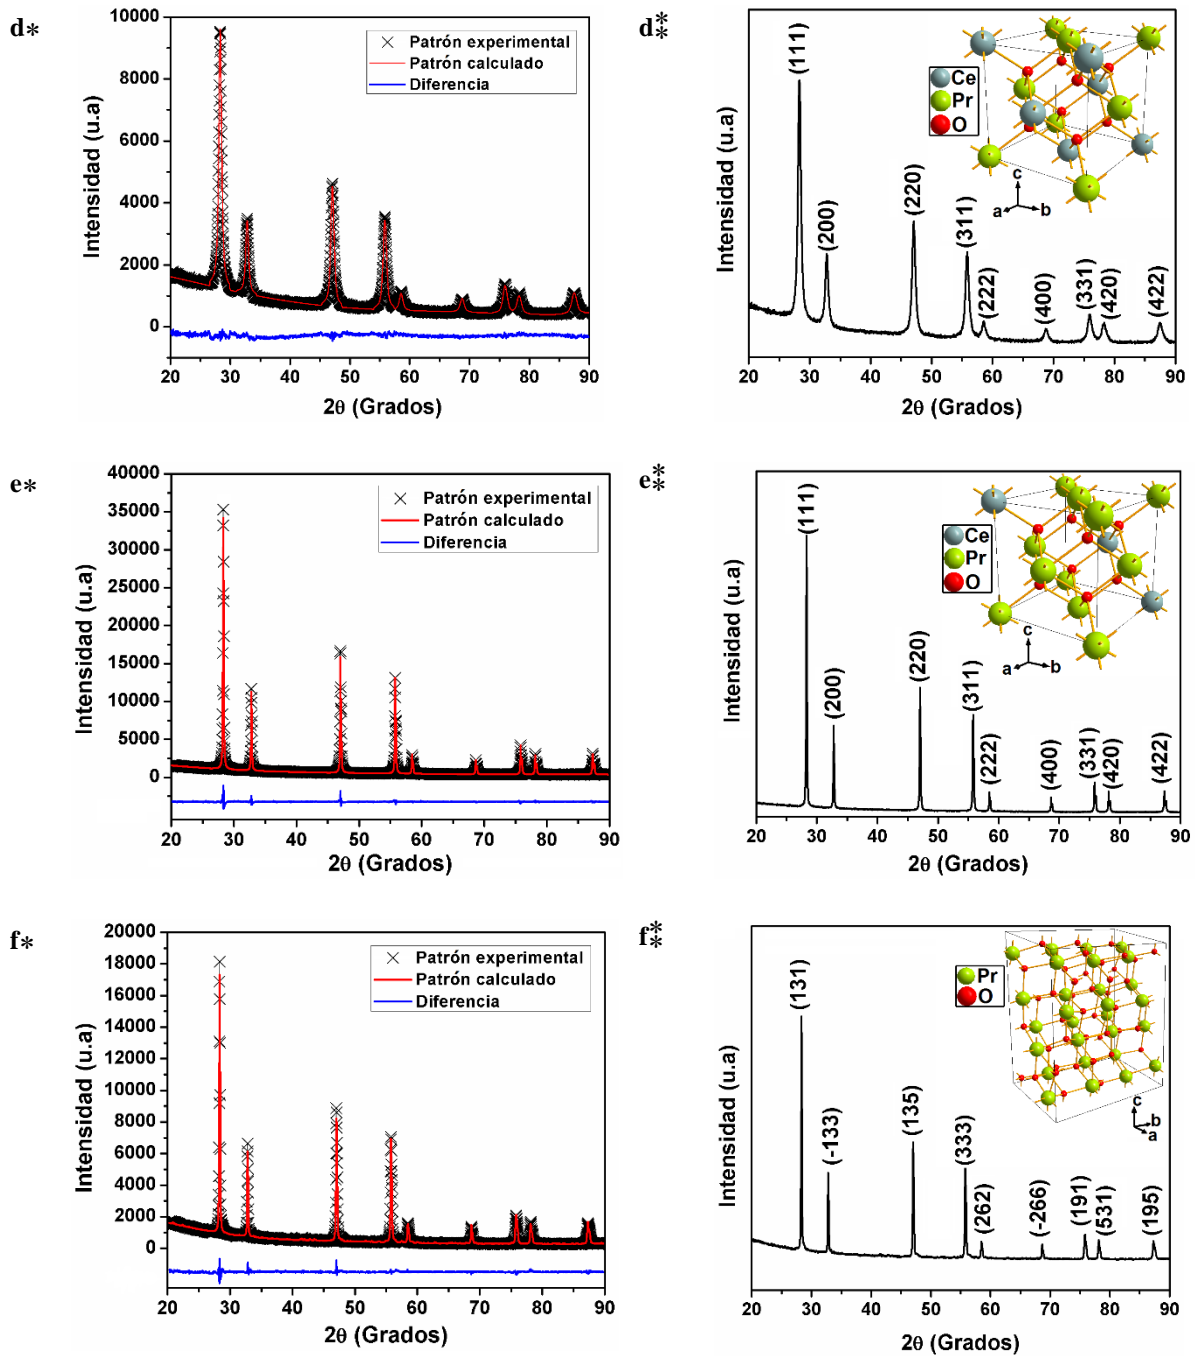 d*
10000
8000
6000
4000
2000
0
Intensidad (u.a)
Patrón experimental
Patrón calculado
Diferencia
20 30 40 50 60 70 80 90
2θ (Grados)
d**
Intensidad (u.a)
(111)
(200)
(220)
(311)
(222)
(400)
(331)
(420)
(422)
Ce
Pr
O
c
a
b
20 30 40 50 60 70 80 90
2θ (Grados)
e*
40000
35000
30000
25000
20000
15000
10000
5000
0
Intensidad (u.a)
Patrón experimental
Patrón calculado
Diferencia
20 30 40 50 60 70 80 90
2θ (Grados)
e**
Intensidad (u.a)
(111)
(200)
(220)
(311)
(222)
(400)
(331)
(420)
(422)
Ce
Pr
O
c
a
b
20 30 40 50 60 70 80 90
2θ (Grados)
f*
20000
18000
16000
14000
12000
10000
8000
6000
4000
2000
0
Intensidad (u.a)
Patrón experimental
Patrón calculado
Diferencia
20 30 40 50 60 70 80 90
2θ (Grados)
f**
Intensidad (u.a)
(131)
(-133)
(135)
(333)
(262)
(-266)
(191)
(531)
(195)
Pr
O
c
b
a
20 30 40 50 60 70 80 90
2θ (Grados)